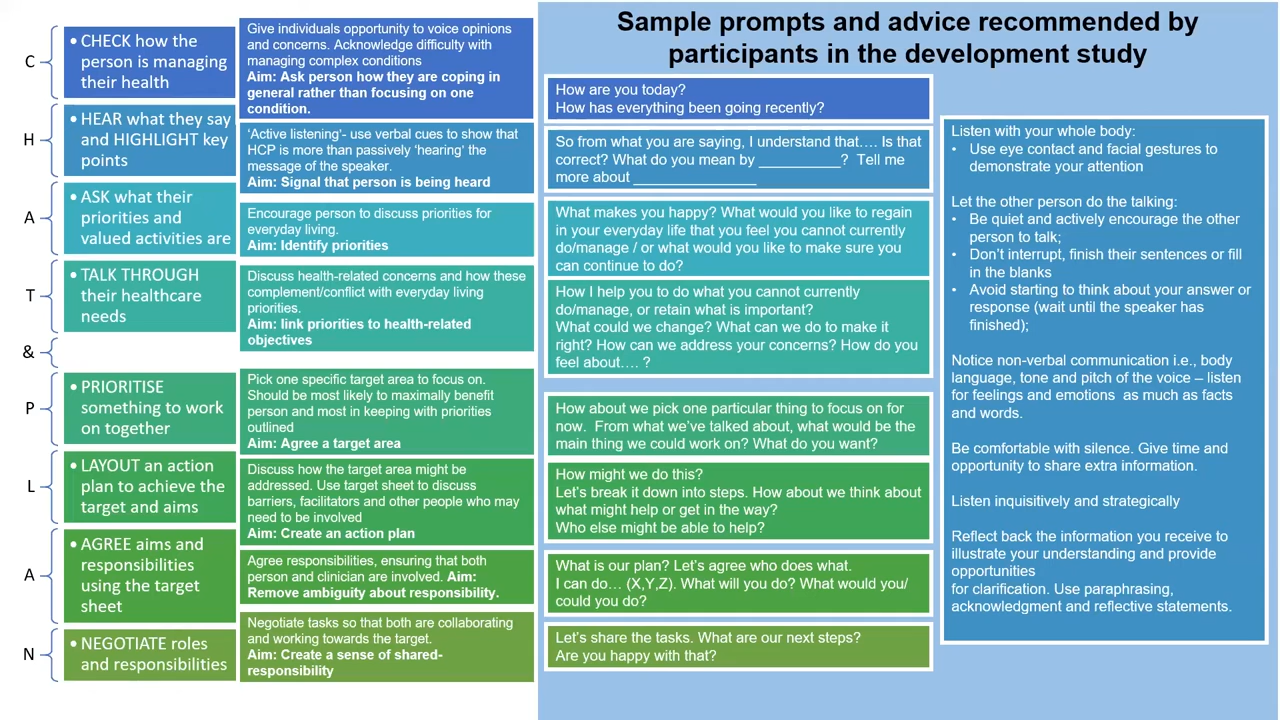 Sample prompts and advice recommended by
participants in the development study
C
• CHECK how the
person is managing
their health
Give individuals opportunity to voice opinions
and concerns. Acknowledge difficulty with
managing complex conditions
Aim: Ask person how they are coping in
general rather than focusing on one
condition.
How are you today?
How has everything been going recently?
H
• HEAR what they say
and HIGHLIGHT key
points
‘Active listening’- use verbal cues to show that
HCP is more than passively ‘hearing’ the
message of the speaker.
Aim: Signal that person is being heard
So from what you are saying, I understand that…. Is that
correct? What do you mean by __________? Tell me
more about _______________
A
• ASK what their
priorities and
valued activities are
Encourage person to discuss priorities for
everyday living.
Aim: Identify priorities
What makes you happy? What would you like to regain
in your everyday life that you feel you cannot currently
do/manage / or what would you like to make sure you
can continue to do?
T
• TALK THROUGH
their healthcare
needs
Discuss health-related concerns and how these
complement/conflict with everyday living
priorities.
Aim: link priorities to health-related
objectives
How I help you to do what you cannot currently
do/manage, or retain what is important?
What could we change? What can we do to make it
right? How can we address your concerns? How do you
feel about…. ?
&
P
• PRIORITISE
something to work
on together
Pick one specific target area to focus on.
Should be most likely to maximally benefit
person and most in keeping with priorities
outlined
Aim: Agree a target area
How about we pick one particular thing to focus on for
now. From what we’ve talked about, what would be the
main thing we could work on? What do you want?
L
• LAYOUT an action
plan to achieve the
target and aims
Discuss how the target area might be
addressed. Use target sheet to discuss
barriers, facilitators and other people who may
need to be involved
Aim: Create an action plan
How might we do this?
Let’s break it down into steps. How about we think about
what might help or get in the way?
Who else might be able to help?
A
• AGREE aims and
responsibilities
using the target
sheet
Agree responsibilities, ensuring that both
person and clinician are involved. Aim:
Remove ambiguity about responsibility.
What is our plan? Let’s agree who does what.
I can do… (X,Y,Z). What will you do? What would you/
could you do?
N
• NEGOTIATE roles
and responsibilities
Negotiate tasks so that both are collaborating
and working towards the target.
Aim: Create a sense of shared-
responsibility
Let’s share the tasks. What are our next steps?
Are you happy with that?
Listen with your whole body:
• Use eye contact and facial gestures to
demonstrate your attention
Let the other person do the talking:
• Be quiet and actively encourage the other
person to talk;
• Don’t interrupt, finish their sentences or fill
in the blanks
• Avoid starting to think about your answer or
response (wait until the speaker has
finished);
Notice non-verbal communication i.e., body
language, tone and pitch of the voice – listen
for feelings and emotions as much as facts
and words.
Be comfortable with silence. Give time and
opportunity to share extra information.
Listen inquisitively and strategically
Reflect back the information you receive to
illustrate your understanding and provide
opportunities
for clarification. Use paraphrasing,
acknowledgment and reflective statements.